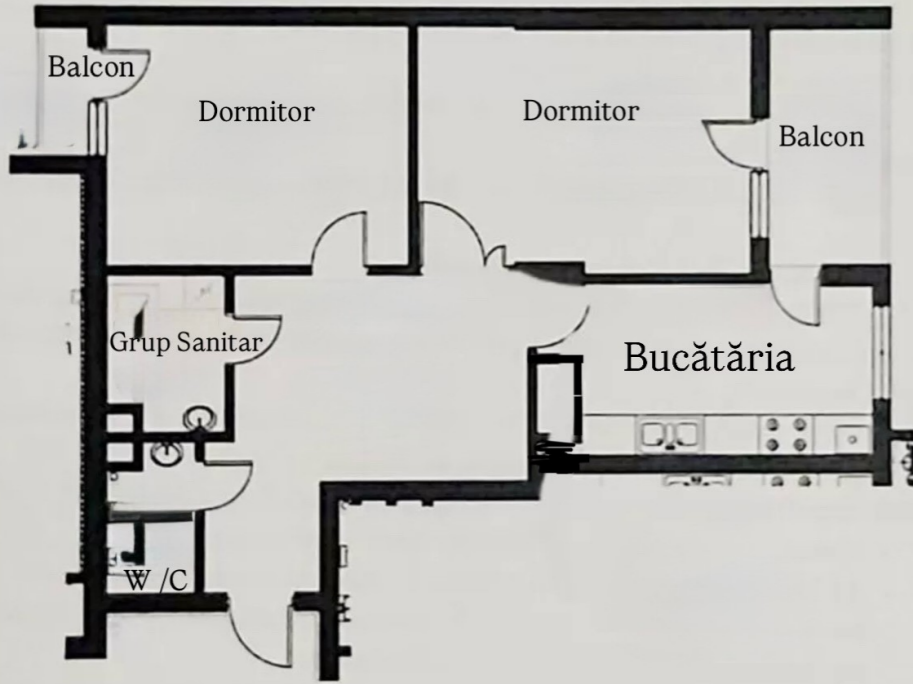 Balcon
Dormitor
Dormitor
Balcon
Grup Sanitar
Bucătăria
W /C